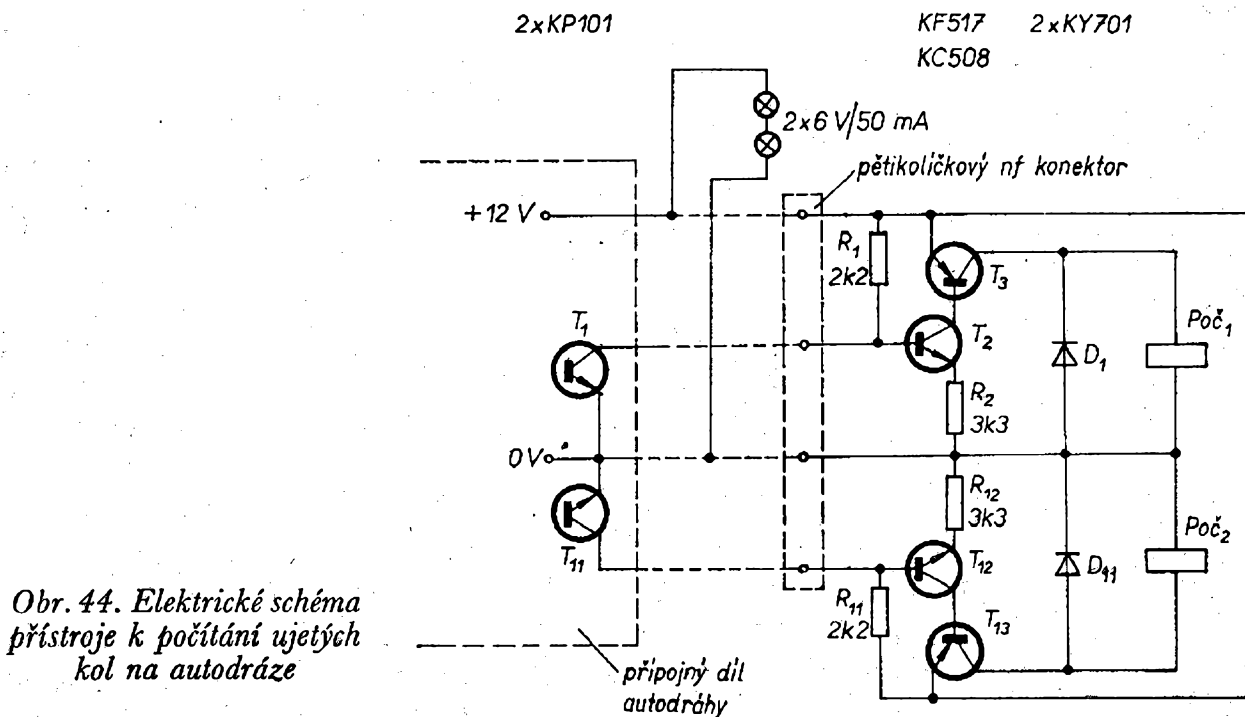 2xKP101
KF517 2xKY701
KC508
2x6 V/50 mA
pětikolíčkový nf konektor
+12 V
R1
2k2
T3
T1
T2
Poč1
D1
R2
3k3
0V
R12
3k3
T11
T12
Poč2
D11
R11
2k2
T13
Obr. 44. Elektrické schéma
přístroje k počítání ujetých
kol na autodráze
přípojný díl
autodráhy